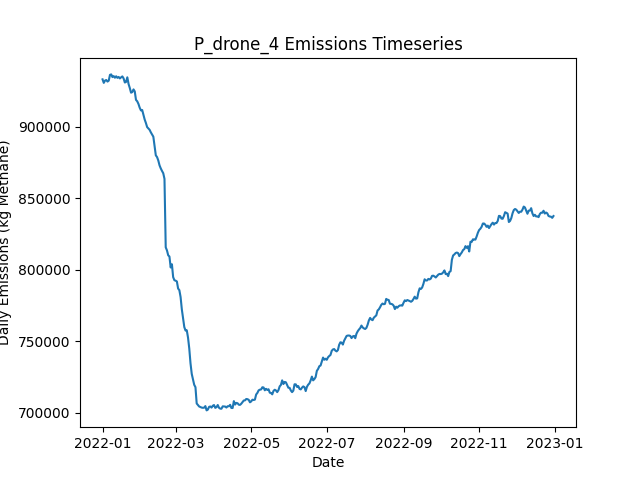 P_drone_4 Emissions Timeseries
Daily Emissions (kg Methane)
900000
850000
800000
750000
700000
2022-01 2022-03 2022-05 2022-07 2022-09 2022-11 2023-01
Date